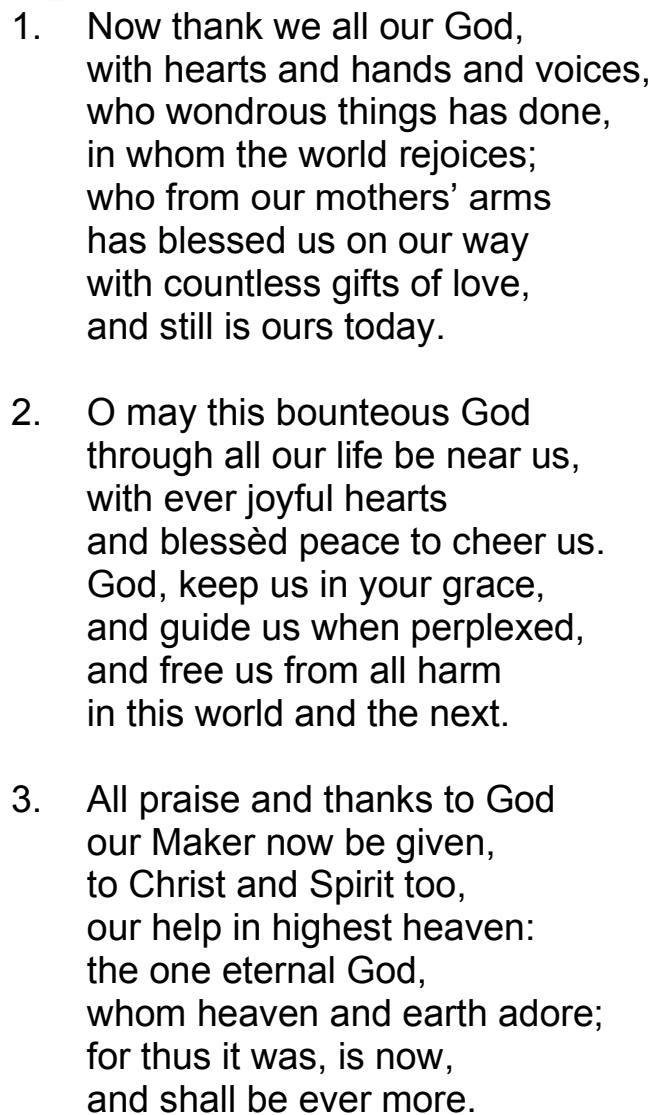 1. Now thank we all our God,
with hearts and hands and voices,
who wondrous things has done,
in whom the world rejoices;
who from our mothers’ arms
has blessed us on our way
with countless gifts of love,
and still is ours today.
2. O may this bounteous God
through all our life be near us,
with ever joyful hearts
and blessèd peace to cheer us.
God, keep us in your grace,
and guide us when perplexed,
and free us from all harm
in this world and the next.
3. All praise and thanks to God
our Maker now be given,
to Christ and Spirit too,
our help in highest heaven:
the one eternal God,
whom heaven and earth adore;
for thus it was, is now,
and shall be ever more.